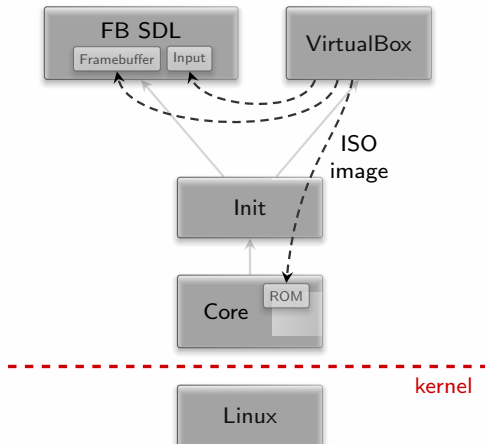 FB SDL
Framebuffer
Input
VirtualBox
ISO
image
Init
ROM
Core
kernel
Linux